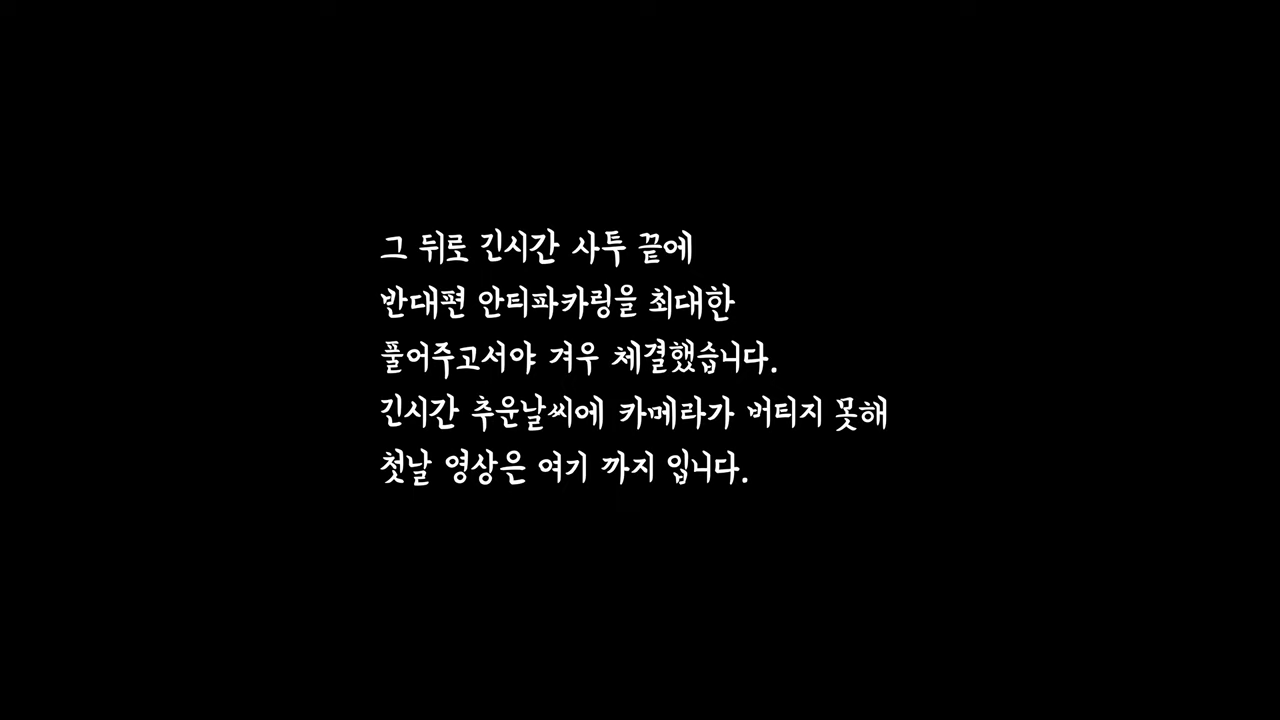 그 뒤로 긴시간 사투 끝에
반대편 안티파카링을 최대한
풀어주고서야 겨우 체결했습니다.
긴시간 추운날씨에 카메라가 버티지 못해
첫날 영상은 여기 까지 입니다.